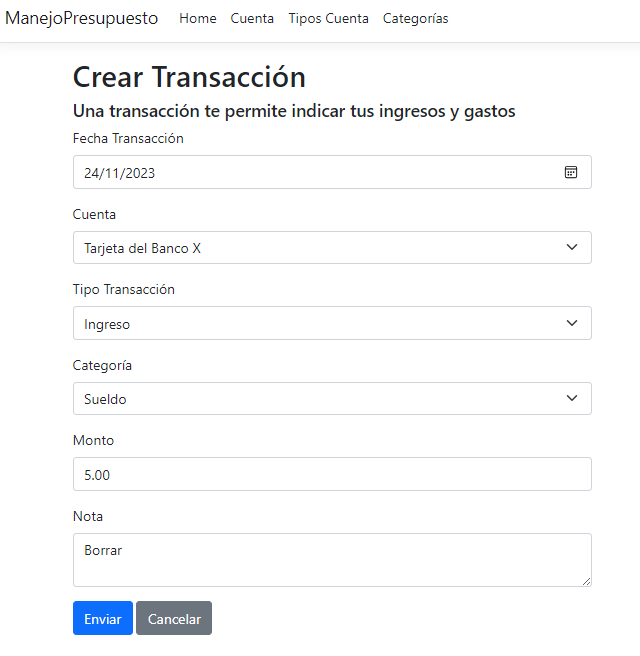 ManejoPresupuesto Home Cuenta Tipos Cuenta Categorías
Crear Transacción
Una transacción te permite indicar tus ingresos y gastos
Fecha Transacción
24/11/2023
Cuenta
Tarjeta del Banco X
Tipo Transacción
Ingreso
Categoría
Sueldo
Monto
5.00
Nota
Borrar
Enviar Cancelar